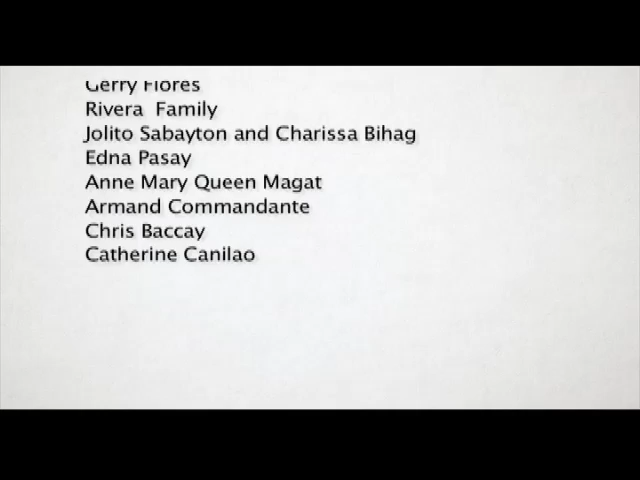 Gerry Flores
Rivera Family
Jolito Sabayton and Charissa Bihag
Edna Pasay
Anne Mary Queen Magat
Armand Commandante
Chris Baccay
Catherine Canilao